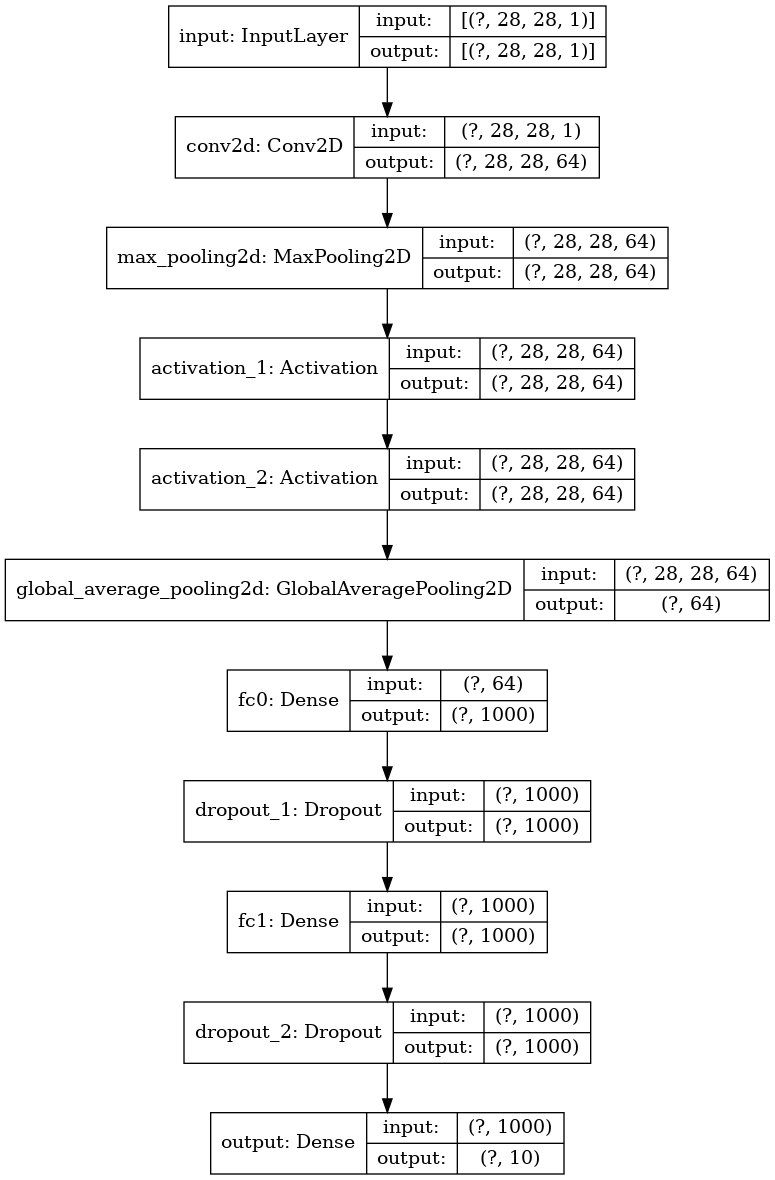 input: InputLayer
input:
[(?, 28, 28, 1)]
output:
[(?, 28, 28, 1)]
conv2d: Conv2D
input:
(?, 28, 28, 1)
output:
(?, 28, 28, 64)
max_pooling2d: MaxPooling2D
input:
(?, 28, 28, 64)
output:
(?, 28, 28, 64)
activation_1: Activation
input:
(?, 28, 28, 64)
output:
(?, 28, 28, 64)
activation_2: Activation
input:
(?, 28, 28, 64)
output:
(?, 28, 28, 64)
global_average_pooling2d: GlobalAveragePooling2D
input:
(?, 28, 28, 64)
output:
(?, 64)
fc0: Dense
input:
(?, 64)
output:
(?, 1000)
dropout_1: Dropout
input:
(?, 1000)
output:
(?, 1000)
fc1: Dense
input:
(?, 1000)
output:
(?, 1000)
dropout_2: Dropout
input:
(?, 1000)
output:
(?, 1000)
output: Dense
input:
(?, 1000)
output:
(?, 10)